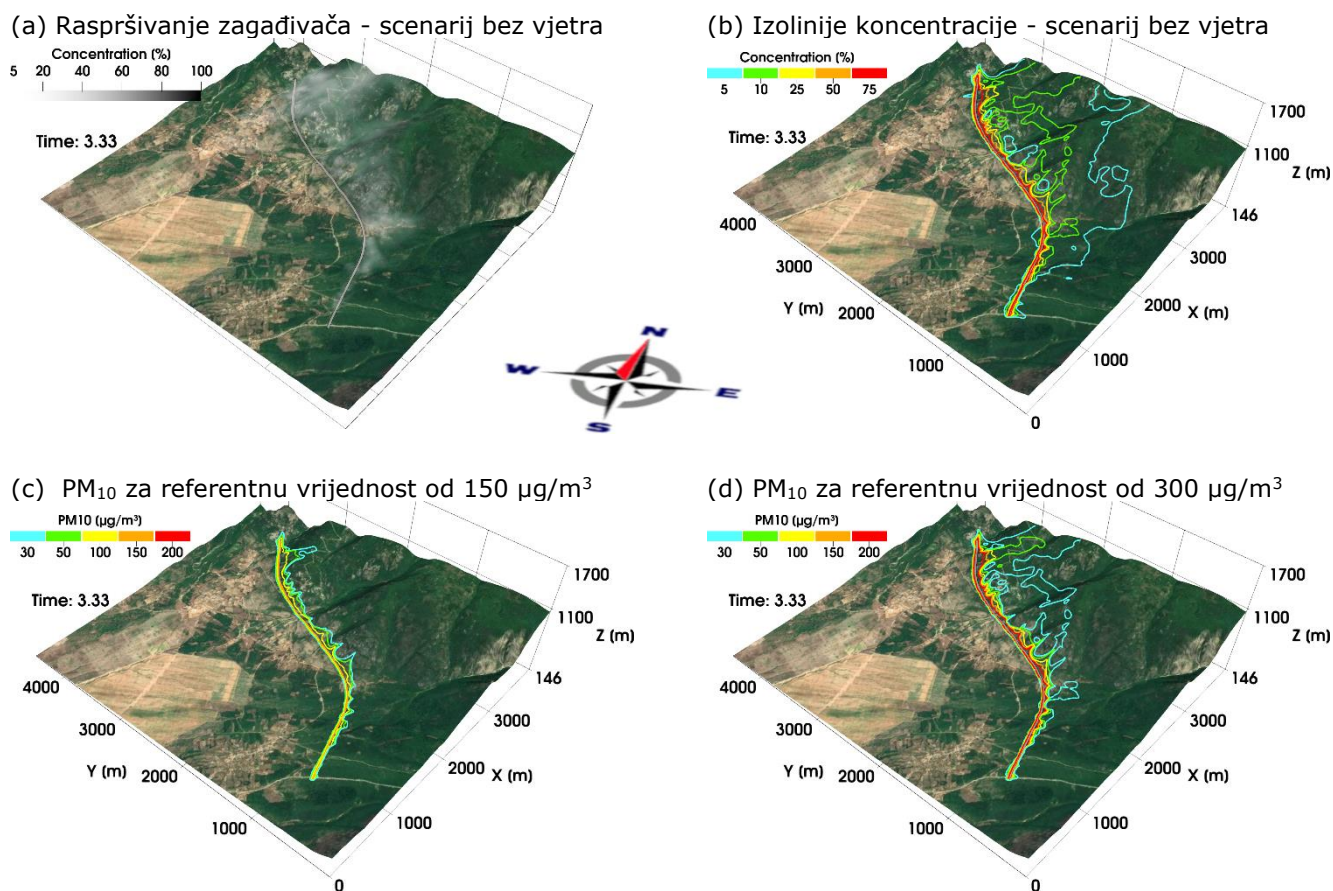 (a) Raspršivanje zagađivača - scenarij bez vjetra
Concentration (%)
5 20 40 60 80 100
Time: 3.33
(b) Izolinije koncentracije - scenarij bez vjetra
Concentration (%)
5 10 25 50 75
Time: 3.33
1700
1100
Z (m)
146
4000
3000
3000
2000
Y (m)
2000
X (m)
1000
1000
0
N
W
E
S
(c) PM₁₀ za referentnu vrijednost od 150 µg/m³
PM10 (µg/m³)
30 50 100 150 200
Time: 3.33
1700
1100
Z (m)
146
4000
3000
3000
2000
Y (m)
2000
X (m)
1000
1000
0
(d) PM₁₀ za referentnu vrijednost od 300 µg/m³
PM10 (µg/m³)
30 50 100 150 200
Time: 3.33
1700
1100
Z (m)
146
4000
3000
3000
2000
Y (m)
2000
X (m)
1000
1000
0